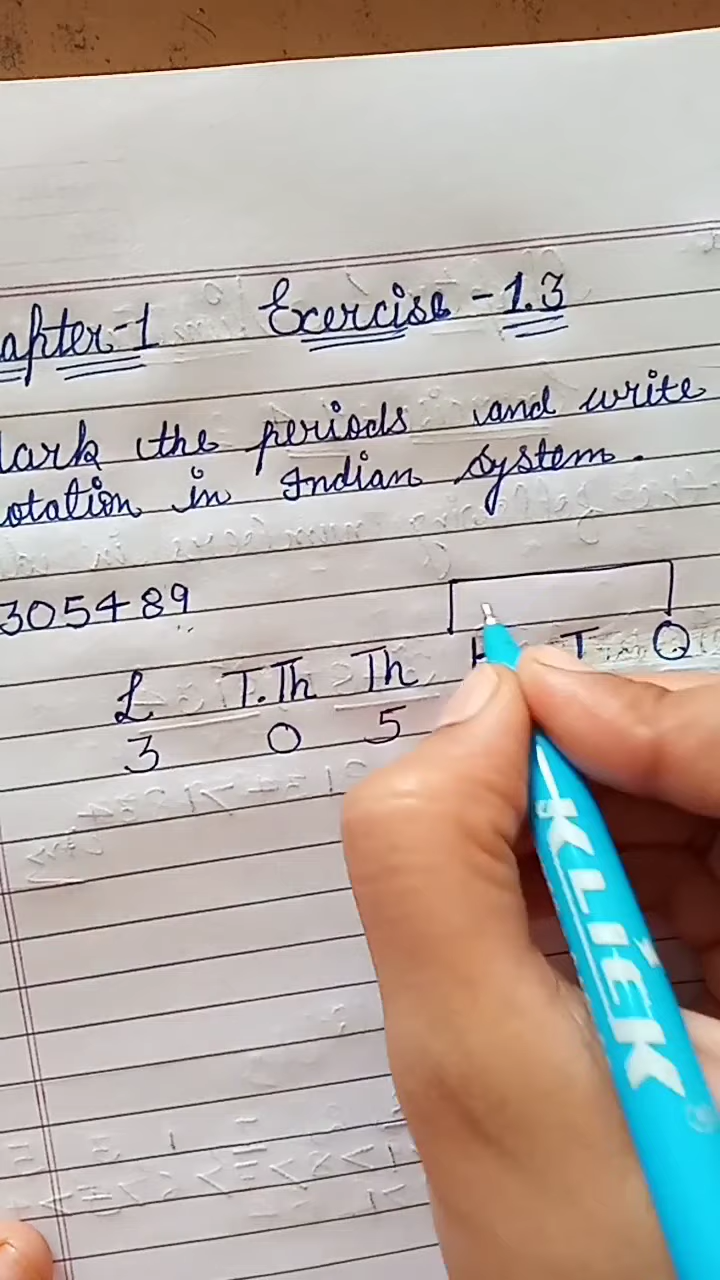 apter-1 Exercise - 1.3
lark the periods and write
otation in Indian system.
305489
L T.Th Th T O
3 0 5
KLICK